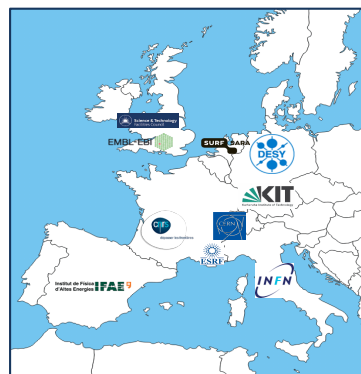 Science & Technology
Facilities Council
EMBL-EBI
SURF SARA
DESY
KIT
Karlsruhe Institute of Technology
CERN
ESRF
INFN
Institut de Física
d'Altes Energies IFAE